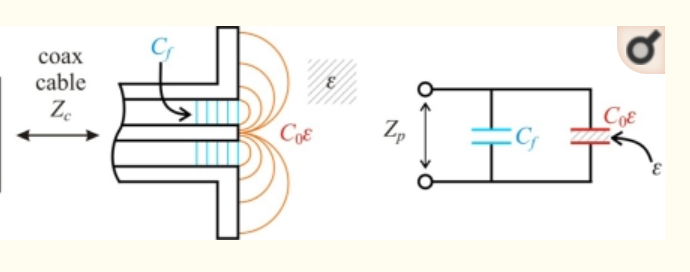 coax
cable
Z_c
C_f
ε
C_0ε
Z_p
C_f
C_0ε
ε